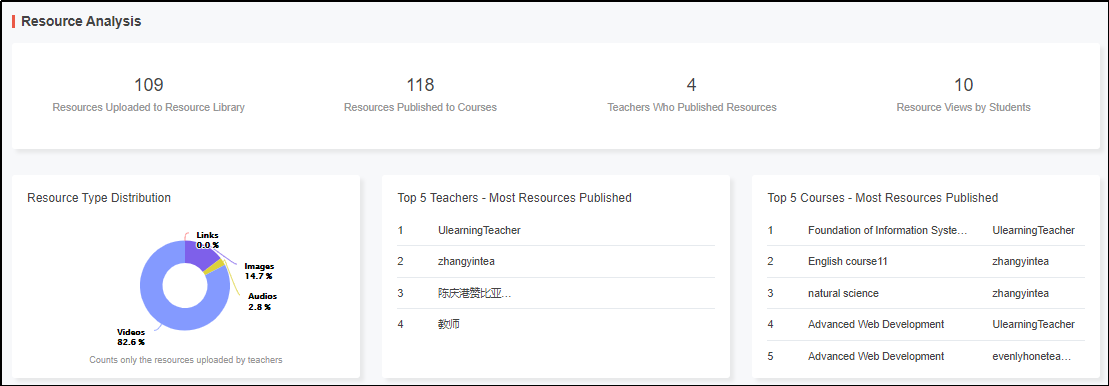 Resource Analysis
109
Resources Uploaded to Resource Library
118
Resources Published to Courses
4
Teachers Who Published Resources
10
Resource Views by Students
Resource Type Distribution
Links
0.0 %
Images
14.7 %
Audios
2.8 %
Videos
82.6 %
Counts only the resources uploaded by teachers
Top 5 Teachers - Most Resources Published
1 UlearningTeacher
2 zhangyintea
3 陈庆港赞比亚...
4 教师
Top 5 Courses - Most Resources Published
1 Foundation of Information Syste... UlearningTeacher
2 English course11 zhangyintea
3 natural science zhangyintea
4 Advanced Web Development UlearningTeacher
5 Advanced Web Development evenlyhonetea...